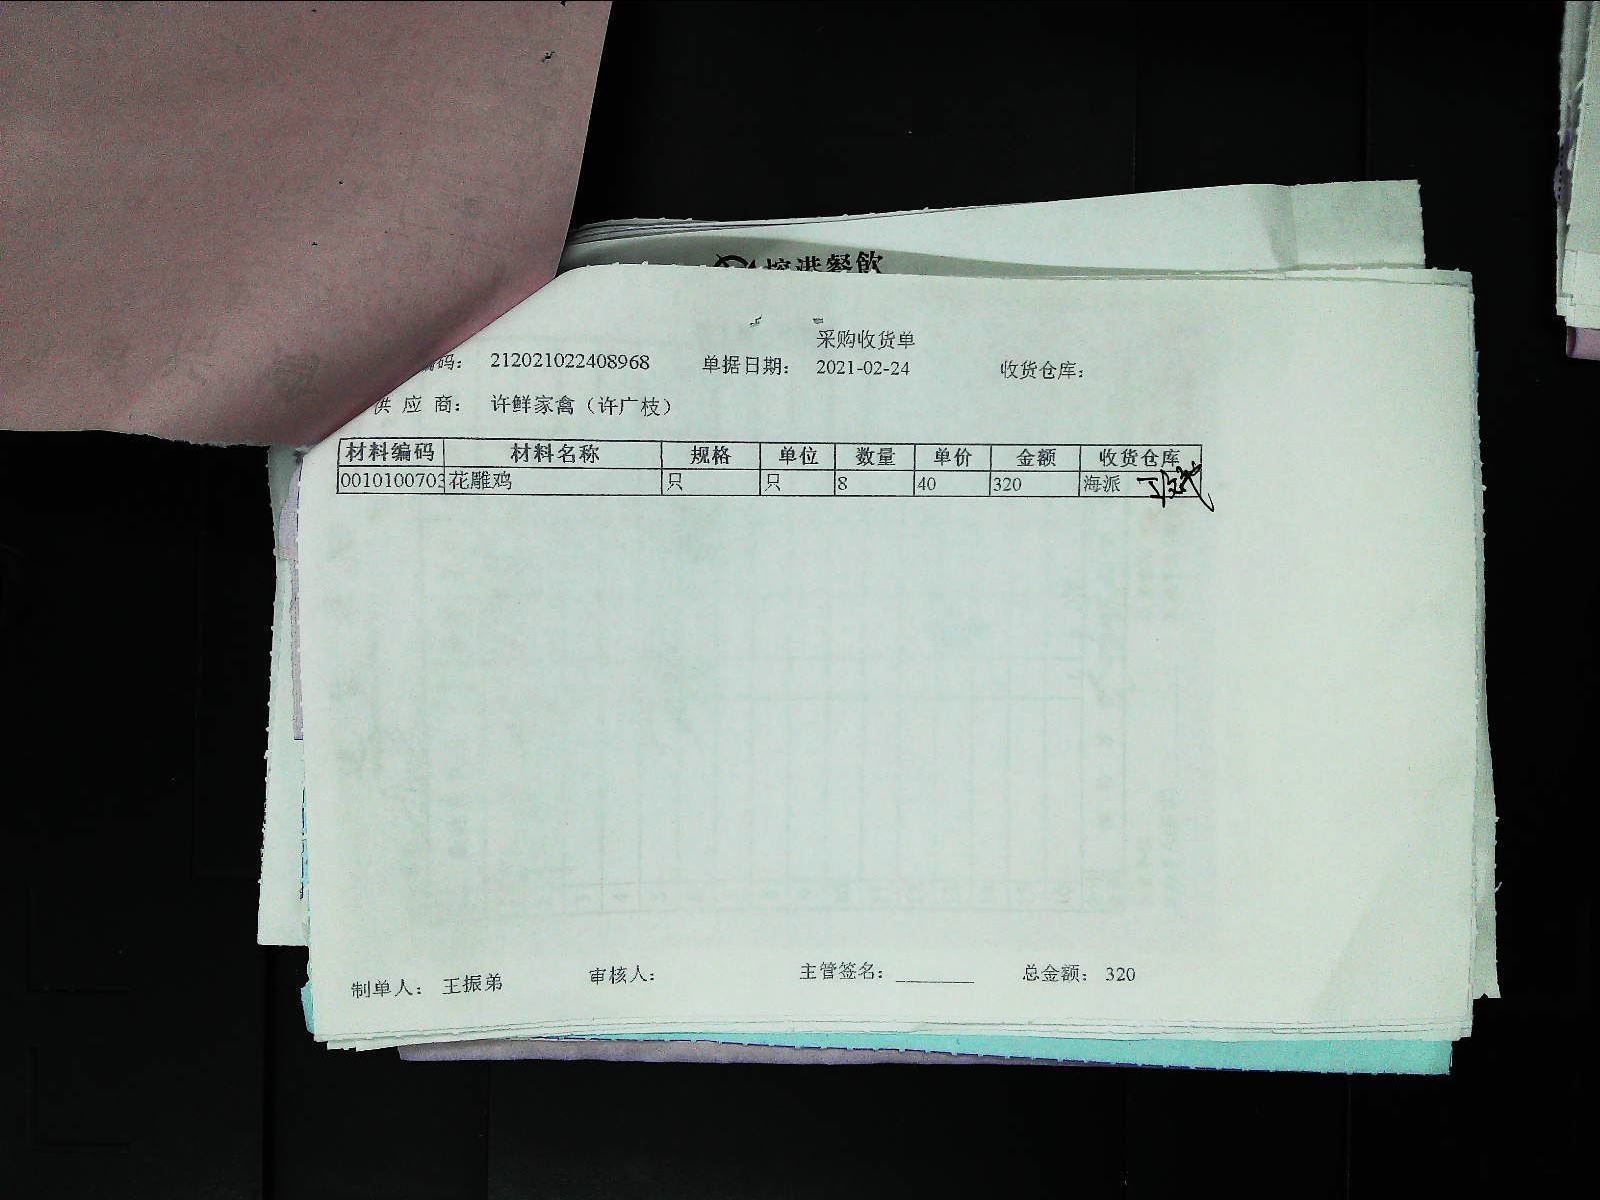 餐飲
采购收货单
编码： 212021022408968 单据日期： 2021-02-24 收货仓库：
供 应 商： 许鲜家禽（许广枝）
材料编码 材料名称 规格 单位 数量 单价 金额 收货仓库
0010100703 花雕鸡 只 只 8 40 320 海派
制单人： 王振弟 审核人： 主管签名： 总金额： 320